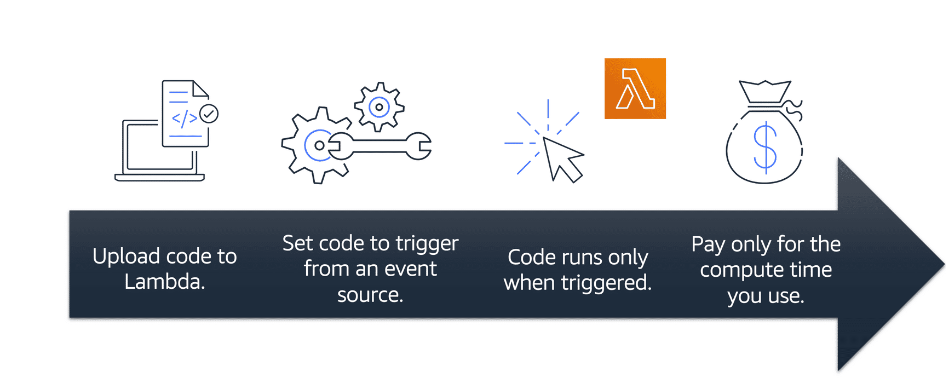 </>
$
Upload code to
Lambda.
Set code to trigger
from an event
source.
Code runs only
when triggered.
Pay only for the
compute time
you use.